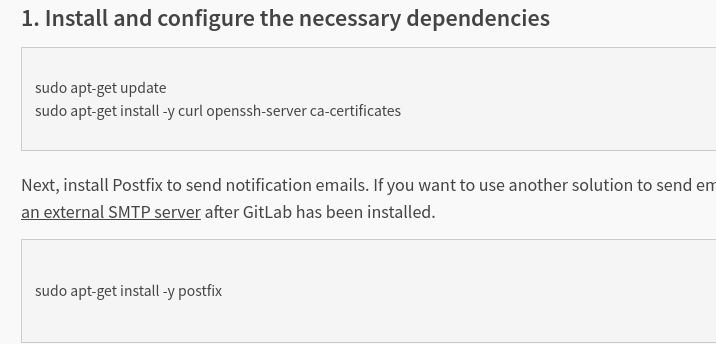 1. Install and configure the necessary dependencies
sudo apt-get update
sudo apt-get install -y curl openssh-server ca-certificates
Next, install Postfix to send notification emails. If you want to use another solution to send
an external SMTP server after GitLab has been installed.
sudo apt-get install -y postfix